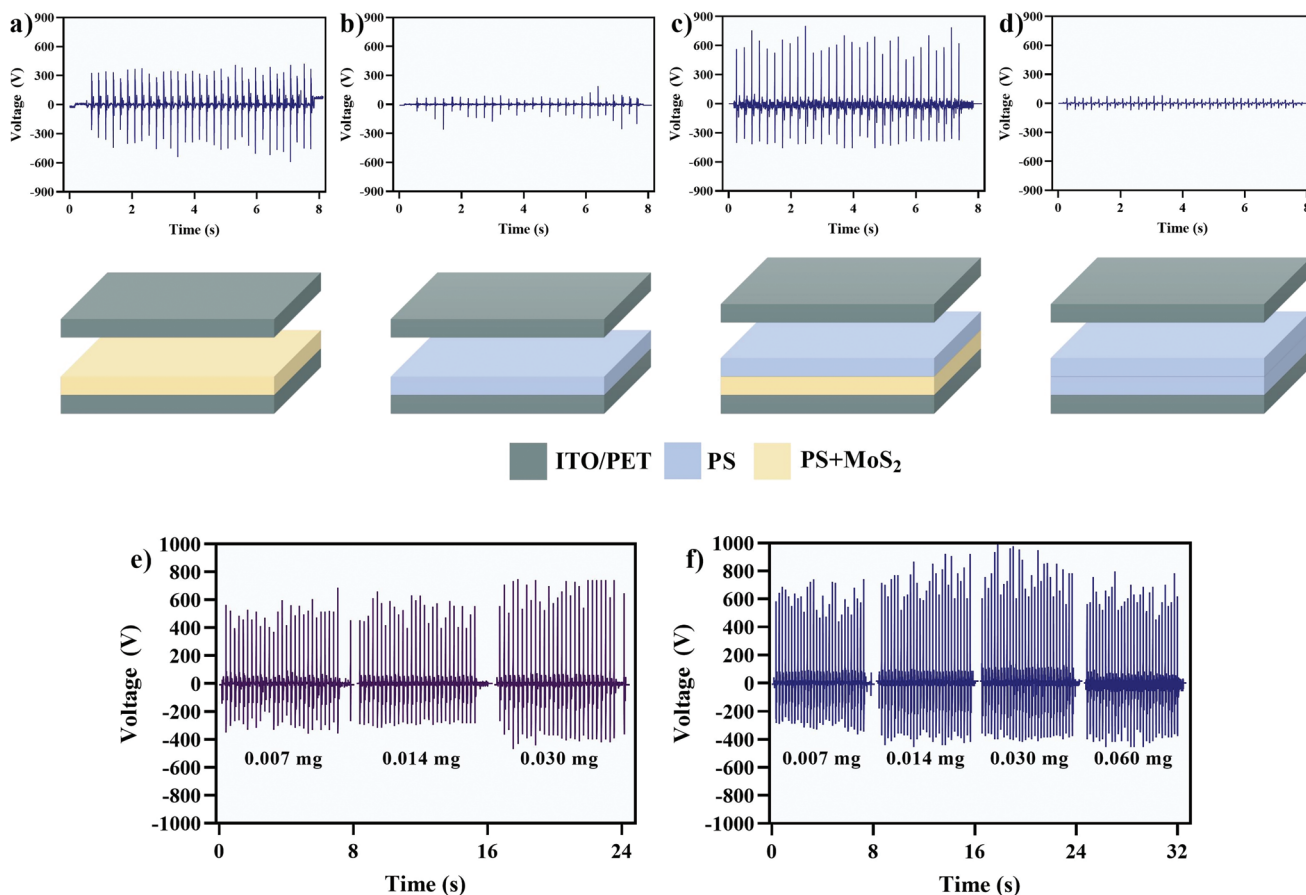 a)
900
600
300
0
-300
-600
-900
Voltage (V)
0 2 4 6 8
Time (s)
b)
900
600
300
0
-300
-600
-900
Voltage (V)
0 2 4 6 8
Time (s)
c)
900
600
300
0
-300
-600
-900
Voltage (V)
0 2 4 6 8
Time (s)
d)
900
600
300
0
-300
-600
-900
Voltage (V)
0 2 4 6 8
Time (s)
ITO/PET PS PS+MoS₂
e)
1000
800
600
400
200
0
-200
-400
-600
-800
-1000
Voltage (V)
0.007 mg 0.014 mg 0.030 mg
0 8 16 24
Time (s)
f)
1000
800
600
400
200
0
-200
-400
-600
-800
-1000
Voltage (V)
0.007 mg 0.014 mg 0.030 mg 0.060 mg
0 8 16 24 32
Time (s)